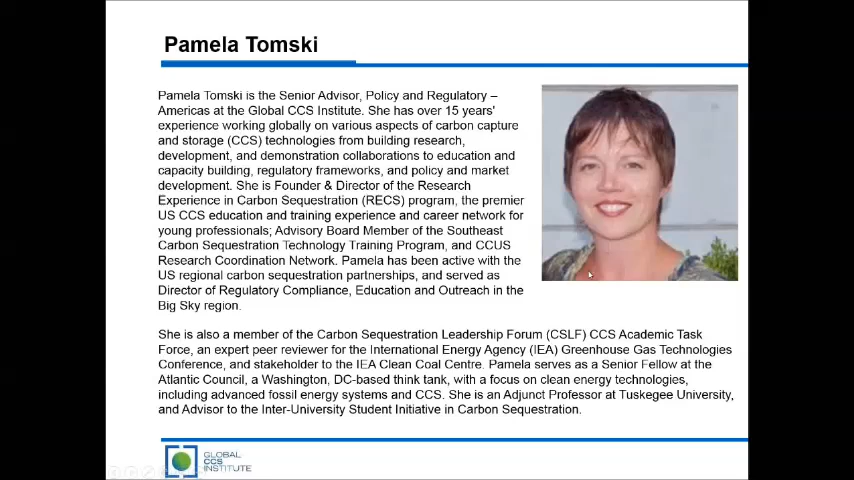 Pamela Tomski
Pamela Tomski is the Senior Advisor, Policy and Regulatory –
Americas at the Global CCS Institute. She has over 15 years'
experience working globally on various aspects of carbon capture
and storage (CCS) technologies from building research,
development, and demonstration collaborations to education and
capacity building, regulatory frameworks, and policy and market
development. She is Founder & Director of the Research
Experience in Carbon Sequestration (RECS) program, the premier
US CCS education and training experience and career network for
young professionals; Advisory Board Member of the Southeast
Carbon Sequestration Technology Training Program, and CCUS
Research Coordination Network. Pamela has been active with the
US regional carbon sequestration partnerships, and served as
Director of Regulatory Compliance, Education and Outreach in the
Big Sky region.
She is also a member of the Carbon Sequestration Leadership Forum (CSLF) CCS Academic Task
Force, an expert peer reviewer for the International Energy Agency (IEA) Greenhouse Gas Technologies
Conference, and stakeholder to the IEA Clean Coal Centre. Pamela serves as a Senior Fellow at the
Atlantic Council, a Washington, DC-based think tank, with a focus on clean energy technologies,
including advanced fossil energy systems and CCS. She is an Adjunct Professor at Tuskegee University,
and Advisor to the Inter-University Student Initiative in Carbon Sequestration.
GLOBAL
CCS
INSTITUTE